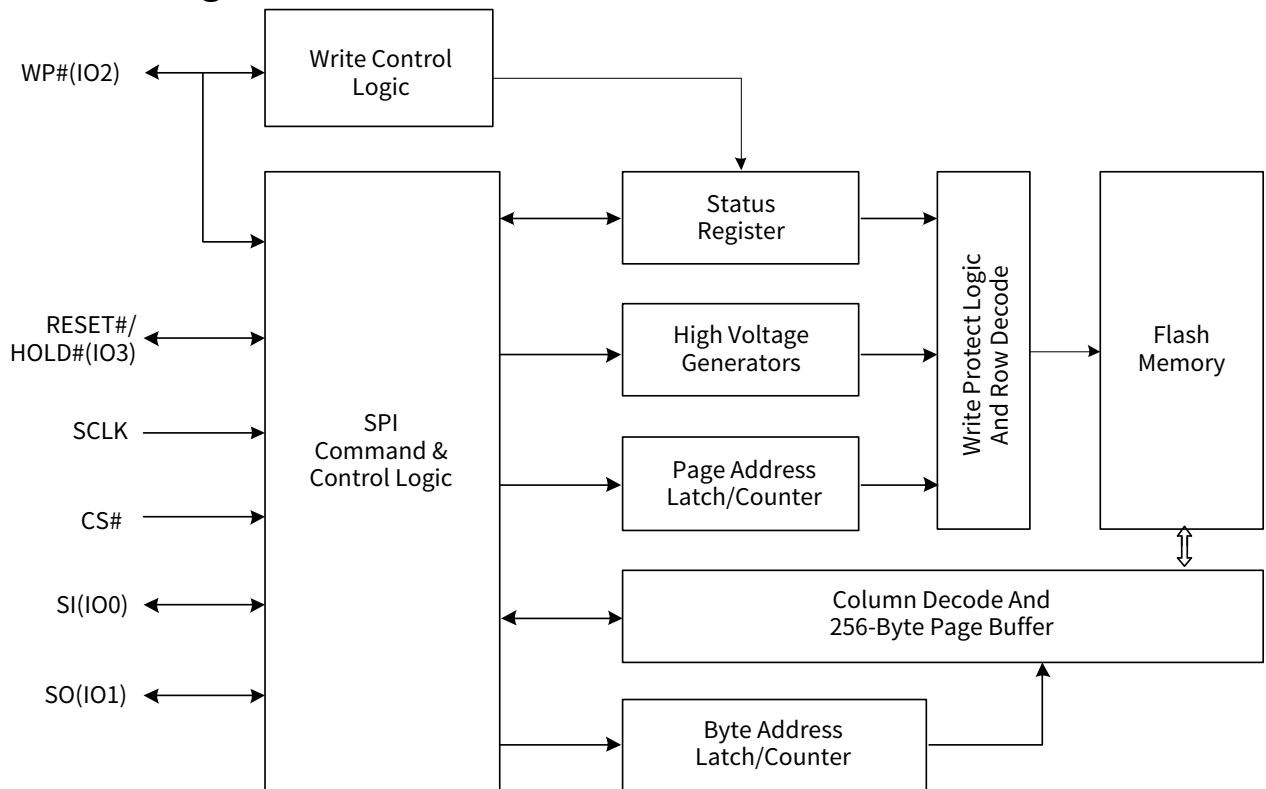 WP#(IO2)
Write Control
Logic
Status
Register
RESET#/
HOLD#(IO3)
High Voltage
Generators
Write Protect Logic
And Row Decode
Flash
Memory
SCLK
SPI
Command &
Control Logic
Page Address
Latch/Counter
CS#
SI(IO0)
Column Decode And
256-Byte Page Buffer
SO(IO1)
Byte Address
Latch/Counter